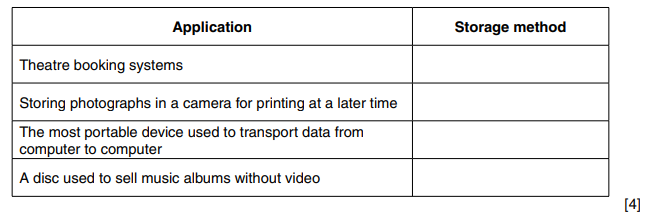 Application Storage method
Theatre booking systems
Storing photographs in a camera for printing at a later time
The most portable device used to transport data from
computer to computer
A disc used to sell music albums without video
[4]